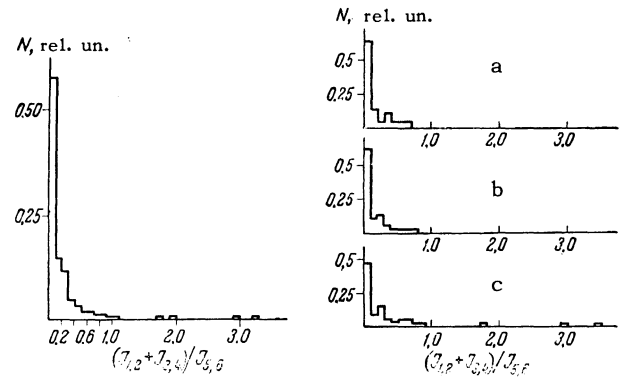 N, rel. un.
0,50
0,25
0,2 0,6 1,0 2,0 3,0
(J1,2+J3,4)/J5,6
N, rel. un.
a
0,5
0,25
1,0 2,0 3,0
b
0,5
0,25
1,0 2,0 3,0
c
0,5
0,25
1,0 2,0 3,0
(J1,2+J3,4)/J5,6